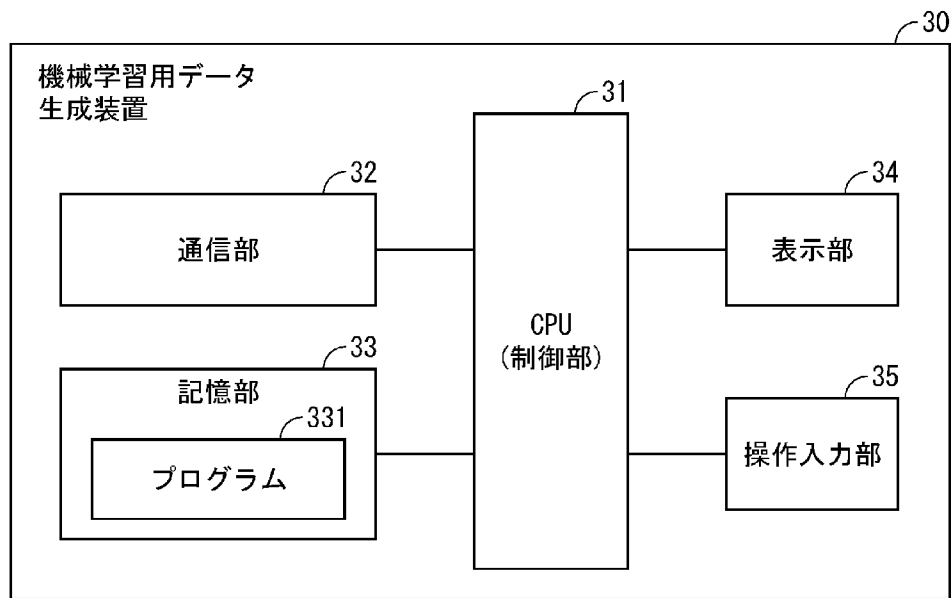 30
機械学習用データ
生成装置
31
32
通信部
34
表示部
CPU
(制御部)
33
記憶部
331
プログラム
35
操作入力部